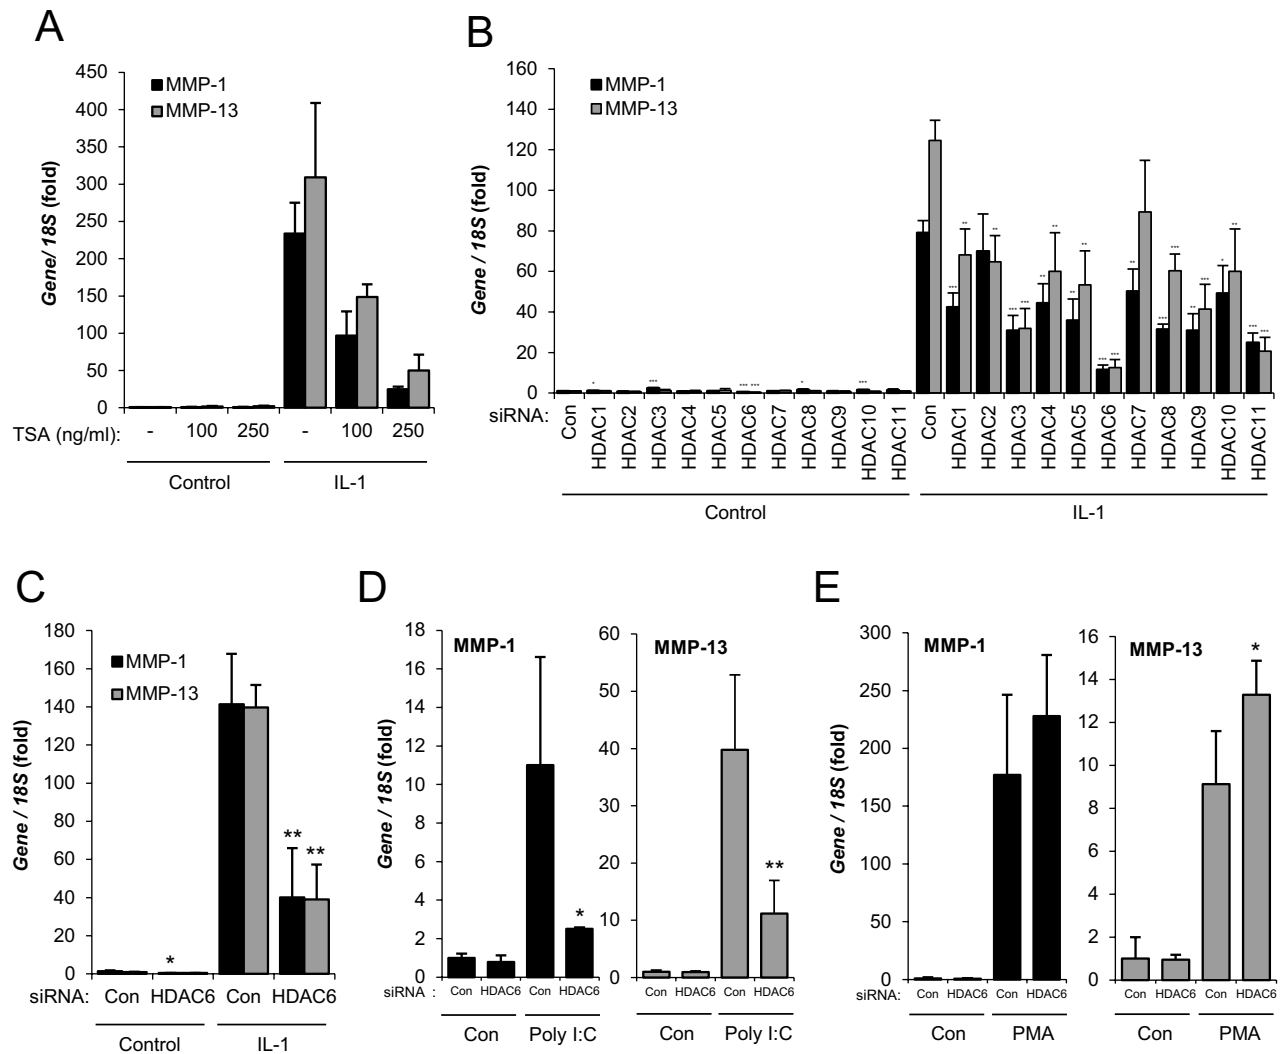 A
450
400
350
300
250
200
150
100
50
0
Gene/ 18S (fold)
MMP-1
MMP-13
TSA (ng/ml): - 100 250 - 100 250
Control IL-1
B
160
140
120
100
80
60
40
20
0
Gene / 18S (fold)
MMP-1
MMP-13
* *** *** *** * ***
*** ** ** *** *** ** ** ** ** *** *** ** *** *** ** *** * ** *** ***
siRNA: Con HDAC1 HDAC2 HDAC3 HDAC4 HDAC5 HDAC6 HDAC7 HDAC8 HDAC9 HDAC10 HDAC11 Con HDAC1 HDAC2 HDAC3 HDAC4 HDAC5 HDAC6 HDAC7 HDAC8 HDAC9 HDAC10 HDAC11
Control IL-1
C
180
160
140
120
100
80
60
40
20
0
Gene / 18S (fold)
MMP-1
MMP-13
* ** **
siRNA: Con HDAC6 Con HDAC6
Control IL-1
D
18
16
14
12
10
8
6
4
2
0
Gene / 18S (fold)
MMP-1
*
siRNA : Con HDAC6 Con HDAC6
Con Poly I:C
60
50
40
30
20
10
0
MMP-13
**
Con HDAC6 Con HDAC6
Con Poly I:C
E
300
250
200
150
100
50
0
Gene / 18S (fold)
MMP-1
siRNA: Con HDAC6 Con HDAC6
Con PMA
16
14
12
10
8
6
4
2
0
MMP-13
*
Con HDAC6 Con HDAC6
Con PMA